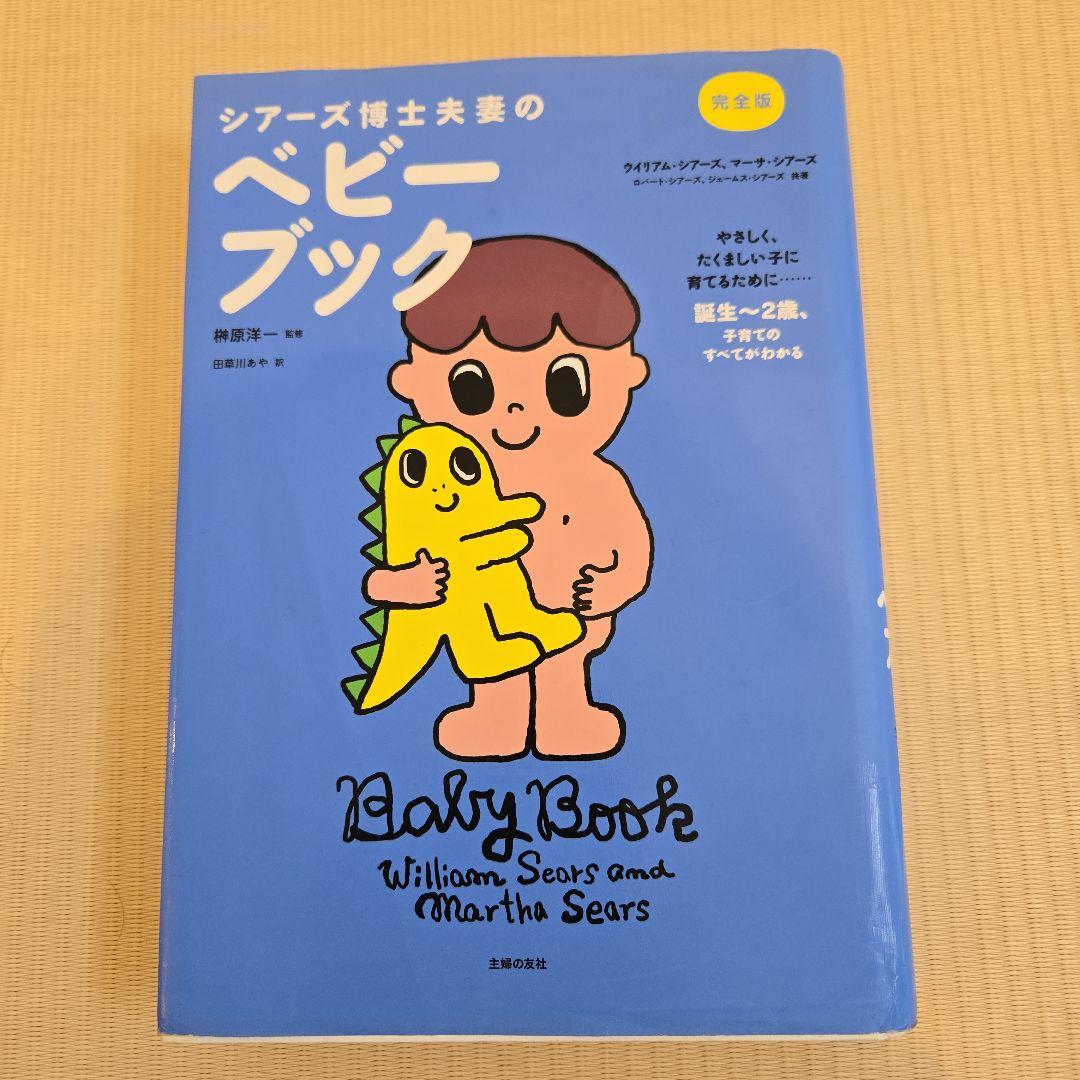 シアーズ博士夫妻の
ベビー
ブック
榊原洋一 監修
田草川あや 訳
完全版
ウイリアム・シアーズ、マーサ・シアーズ
ロバート・シアーズ、ジェームス・シアーズ 共著
やさしく、
たくましい子に
育てるために……
誕生〜2歳、
子育ての
すべてがわかる
Baby Book
William Sears and
Martha Sears
主婦の友社